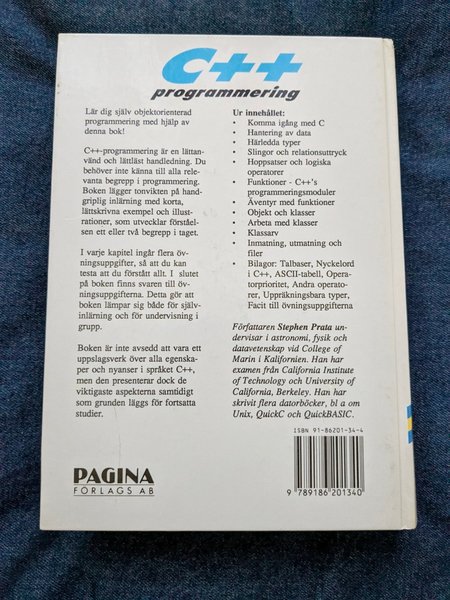 C++
programmering
Lär dig själv objektorienterad
programmering med hjälp av
denna bok!
C++-programmering är en lättan-
vänd och lättläst handledning. Du
behöver inte känna till alla rele-
vanta begrepp i programmering.
Boken lägger nonvikten på hand-
griplig inlärning med korta,
lättskrivna exempel och illust-
rationer, som utvecklar förståel-
sen ett eller två begrepp i taget.
I varje kapitel ingår flera öv-
ningsuppgifter, så att du kan
testa att du förstått allt. I slutet
på boken finns svaren till öv-
ningsuppgifterna. Detta gör att
boken lämpar sig både för själv-
inlärning och för undervisning i
grupp.
Boken är inte avsedd att vara ett
uppslagsverk över alla egenska-
per och nyanser i språket C++,
men den presenterar dock de
viktigaste aspekterna samtidigt
som grunden läggs för fortsatta
studier.
Ur innehållet:
• Komma igång med C
• Hantering av data
• Härledda typer
• Slingor och relationsuttryck
• Hoppsatser och logiska
operatorer
• Funktioner - C++'s
programmeringsmoduler
• Äventyr med funktioner
• Objekt och klasser
• Arbeta med klasser
• Klassarv
• Inmatning, utmatning och
filer
• Bilagor: Talbaser, Nyckelord
i C++, ASCII-tabell, Opera-
torprioritet, Andra operato-
rer, Uppräkningsbara typer,
Facit till övningsuppgifterna
Författaren Stephen Prata un-
dervisar i astronomi, fysik och
datavetenskap vid College of
Marin i Kalifornien. Han har
examen från California Institute
of Technology och University of
California, Berkeley. Han har
skrivit flera datorböcker, bl a om
Unix, QuickC och QuickBASIC.
ISBN 91-86201-34-4
9 789186 201340
PAGINA
FÖRLAGS AB